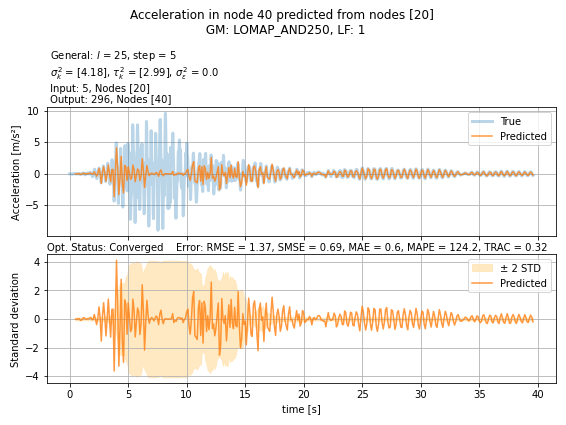 Acceleration in node 40 predicted from nodes [20]
GM: LOMAP_AND250, LF: 1
General: l = 25, step = 5
σ²ₖ = [4.18], τ²ₖ = [2.99], σ²ε = 0.0
Input: 5, Nodes [20]
Output: 296, Nodes [40]
True
Predicted
10
5
0
−5
Acceleration [m/s²]
Opt. Status: Converged    Error: RMSE = 1.37, SMSE = 0.69, MAE = 0.6, MAPE = 124.2, TRAC = 0.32
± 2 STD
Predicted
4
2
0
−2
−4
Standard deviation
0 5 10 15 20 25 30 35 40
time [s]